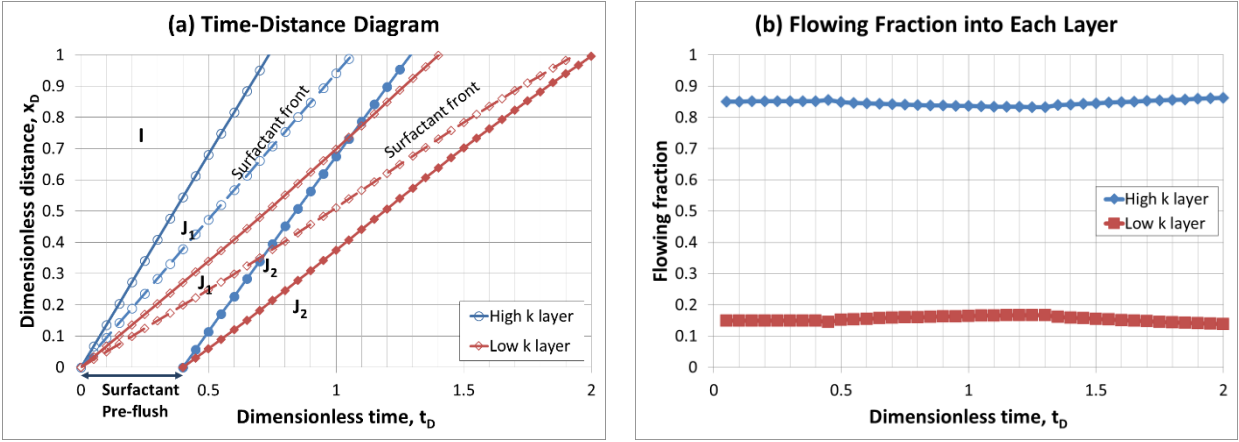 (a) Time-Distance Diagram
Dimensionless distance, xD
1
0.9
0.8
0.7
0.6
0.5
0.4
0.3
0.2
0.1
0
I
J1
J1
J2
J2
Surfactant front
Surfactant front
High k layer
Low k layer
0
0.5
1
1.5
2
Surfactant
Pre-flush
Dimensionless time, tD
(b) Flowing Fraction into Each Layer
Flowing fraction
1
0.9
0.8
0.7
0.6
0.5
0.4
0.3
0.2
0.1
0
High k layer
Low k layer
0
0.5
1
1.5
2
Dimensionless time, tD